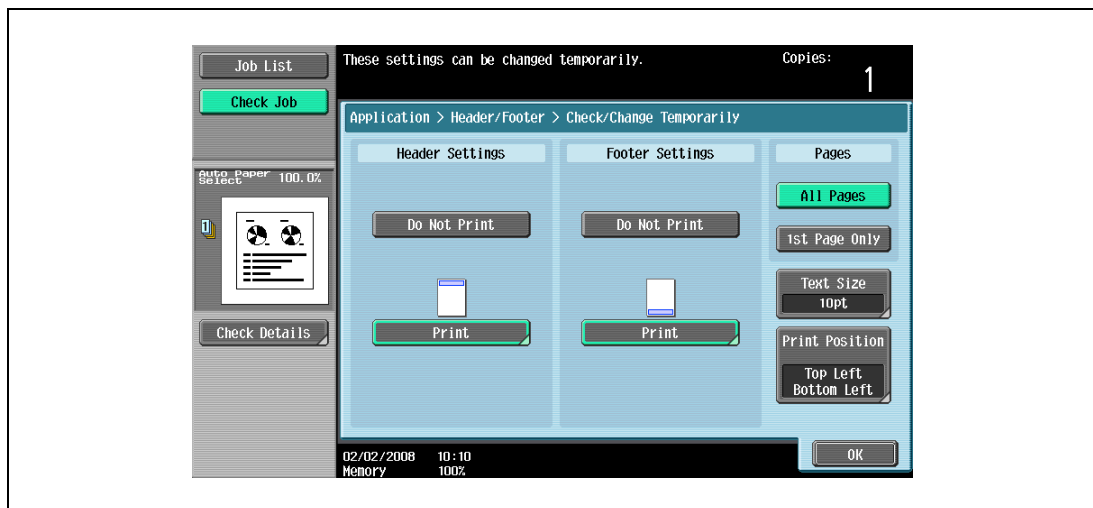 Job List
Check Job
These settings can be changed temporarily.
Copies:
1
Application > Header/Footer > Check/Change Temporarily
Header Settings
Footer Settings
Pages
Auto Paper
Select
100.0%
1
Do Not Print
Do Not Print
All Pages
1st Page Only
Text Size
10pt
Check Details
Print
Print
Print Position
Top Left
Bottom Left
02/02/2008 10:10
Memory 100%
OK